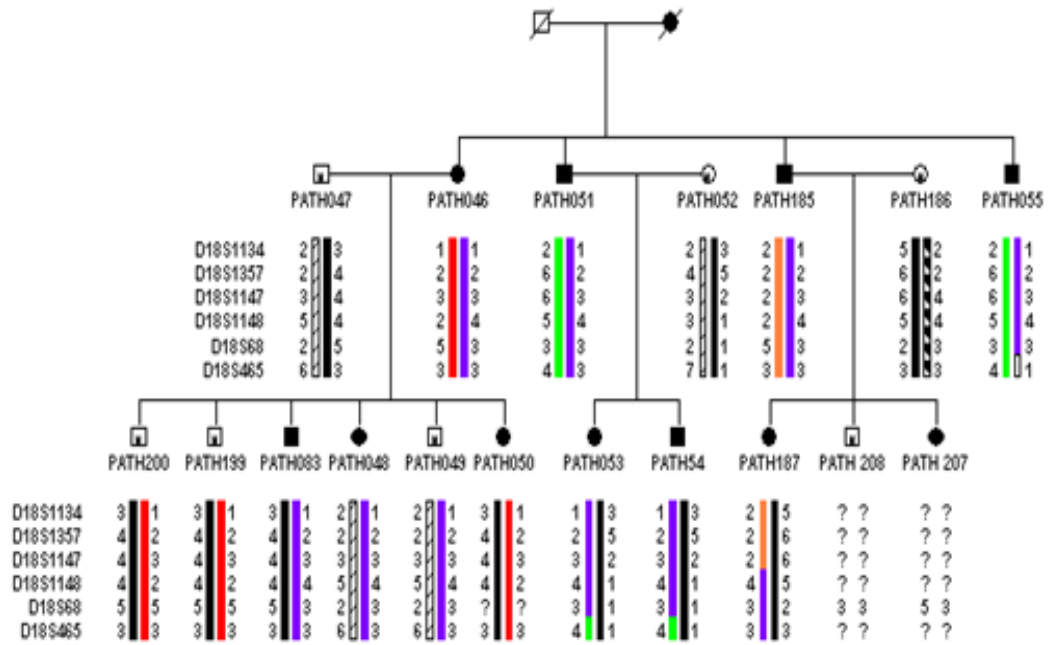 PATH047 PATH046 PATH051 PATH052 PATH185 PATH186 PATH055
D18S1134 2 3 1 1 2 1 2 3 2 1 5 2 2 1
D18S1357 2 4 2 2 6 2 4 5 2 2 6 2 6 2
D18S1147 3 4 3 3 6 3 3 2 2 3 6 4 6 3
D18S1148 5 4 2 4 5 4 3 1 2 4 5 4 5 4
D18S68 2 5 5 3 3 3 2 1 5 3 2 3 3 3
D18S465 6 3 3 3 4 3 7 1 3 3 3 3 4 1
PATH200 PATH199 PATH083 PATH048 PATH049 PATH050 PATH053 PATH54 PATH187 PATH 208 PATH 207
D18S1134 3 1 3 1 3 1 2 1 2 1 3 1 1 3 1 3 2 5 ? ? ? ?
D18S1357 4 2 4 2 4 2 2 2 2 2 4 2 2 5 2 5 2 6 ? ? ? ?
D18S1147 4 3 4 3 4 3 3 3 3 3 4 3 3 2 3 2 2 6 ? ? ? ?
D18S1148 4 2 4 2 4 4 5 4 5 4 4 2 4 1 4 1 4 5 ? ? ? ?
D18S68 5 5 5 5 5 3 2 3 2 3 ? ? 3 1 3 1 3 2 3 3 5 3
D18S465 3 3 3 3 3 3 6 3 6 3 3 3 4 1 4 1 3 3 ? ? ? ?